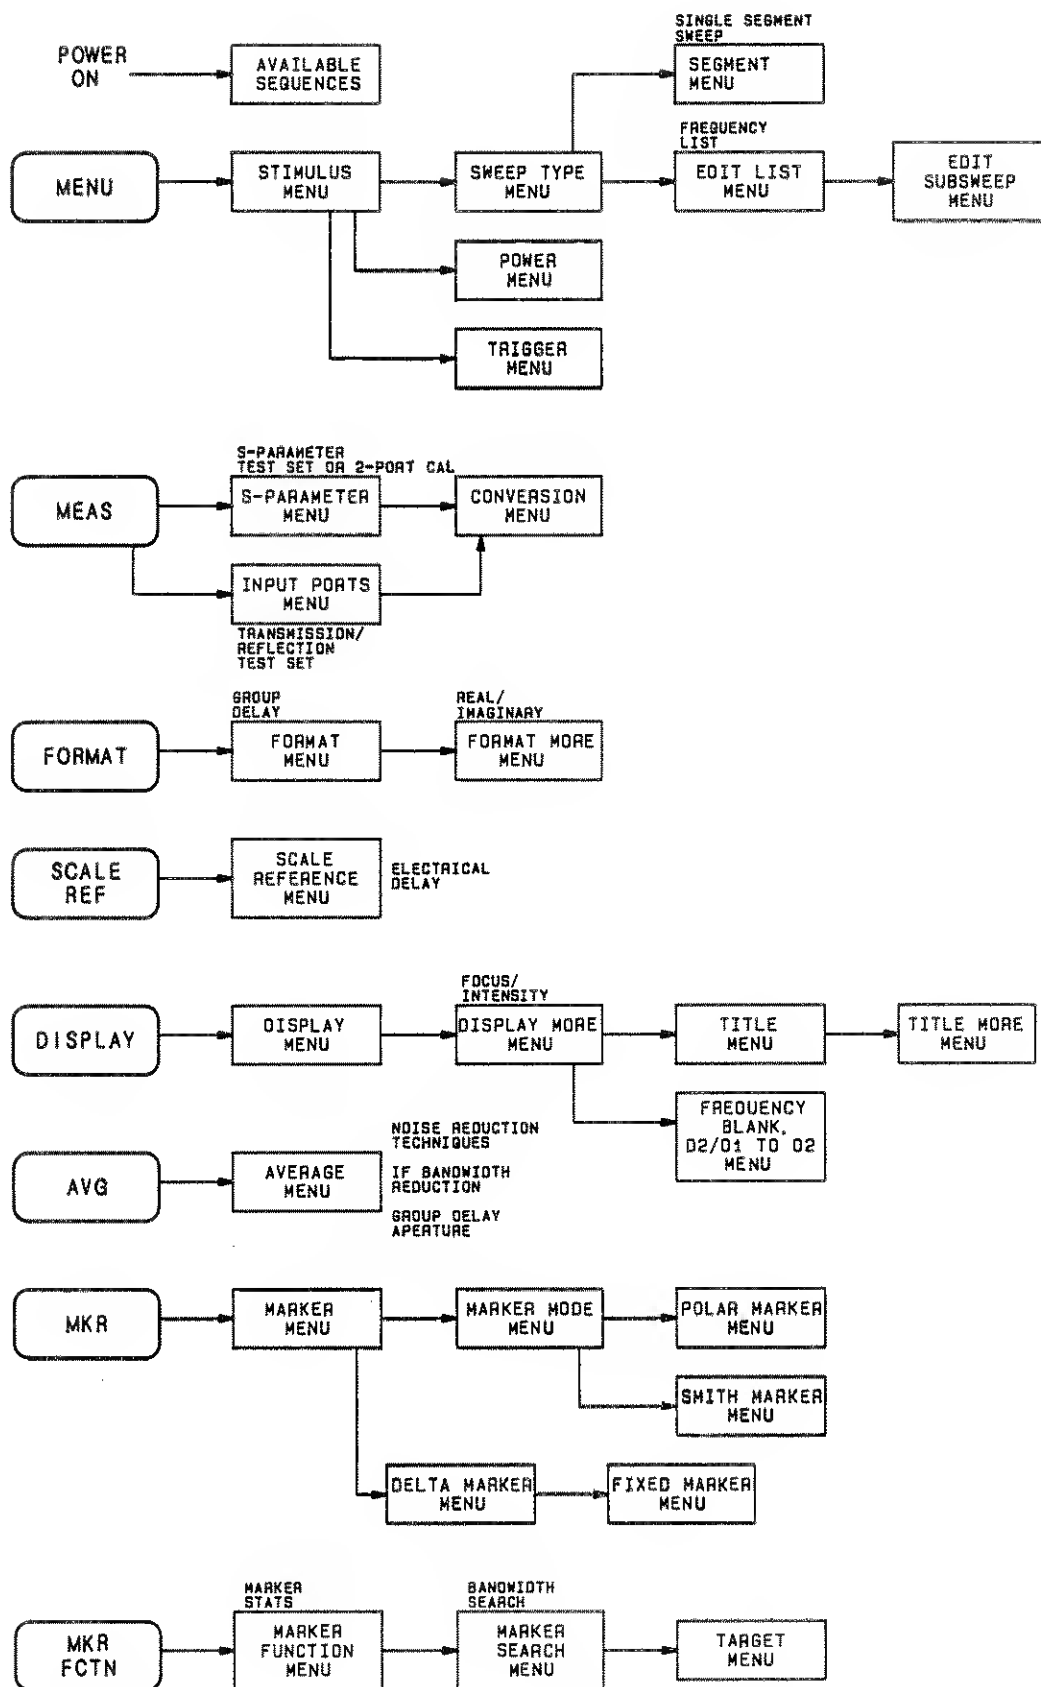 POWER
ON
AVAILABLE
SEQUENCES
SINGLE SEGMENT
SWEEP
SEGMENT
MENU
MENU
STIMULUS
MENU
SWEEP TYPE
MENU
FREQUENCY
LIST
EDIT LIST
MENU
EDIT
SUBSWEEP
MENU
POWER
MENU
TRIGGER
MENU
MEAS
S-PARAMETER
TEST SET OR 2-PORT CAL
S-PARAMETER
MENU
CONVERSION
MENU
INPUT PORTS
MENU
TRANSMISSION/
REFLECTION
TEST SET
FORMAT
GROUP
DELAY
FORMAT
MENU
REAL/
IMAGINARY
FORMAT MORE
MENU
SCALE
REF
SCALE
REFERENCE
MENU
ELECTRICAL
DELAY
DISPLAY
DISPLAY
MENU
FOCUS/
INTENSITY
DISPLAY MORE
MENU
TITLE
MENU
TITLE MORE
MENU
FREQUENCY
BLANK,
D2/D1 TO D2
MENU
AVG
AVERAGE
MENU
NOISE REDUCTION
TECHNIQUES
IF BANDWIDTH
REDUCTION
GROUP DELAY
APERTURE
MKR
MARKER
MENU
MARKER MODE
MENU
POLAR MARKER
MENU
SMITH MARKER
MENU
DELTA MARKER
MENU
FIXED MARKER
MENU
MKR
FCTN
MARKER
STATS
MARKER
FUNCTION
MENU
BANDWIDTH
SEARCH
MARKER
SEARCH
MENU
TARGET
MENU